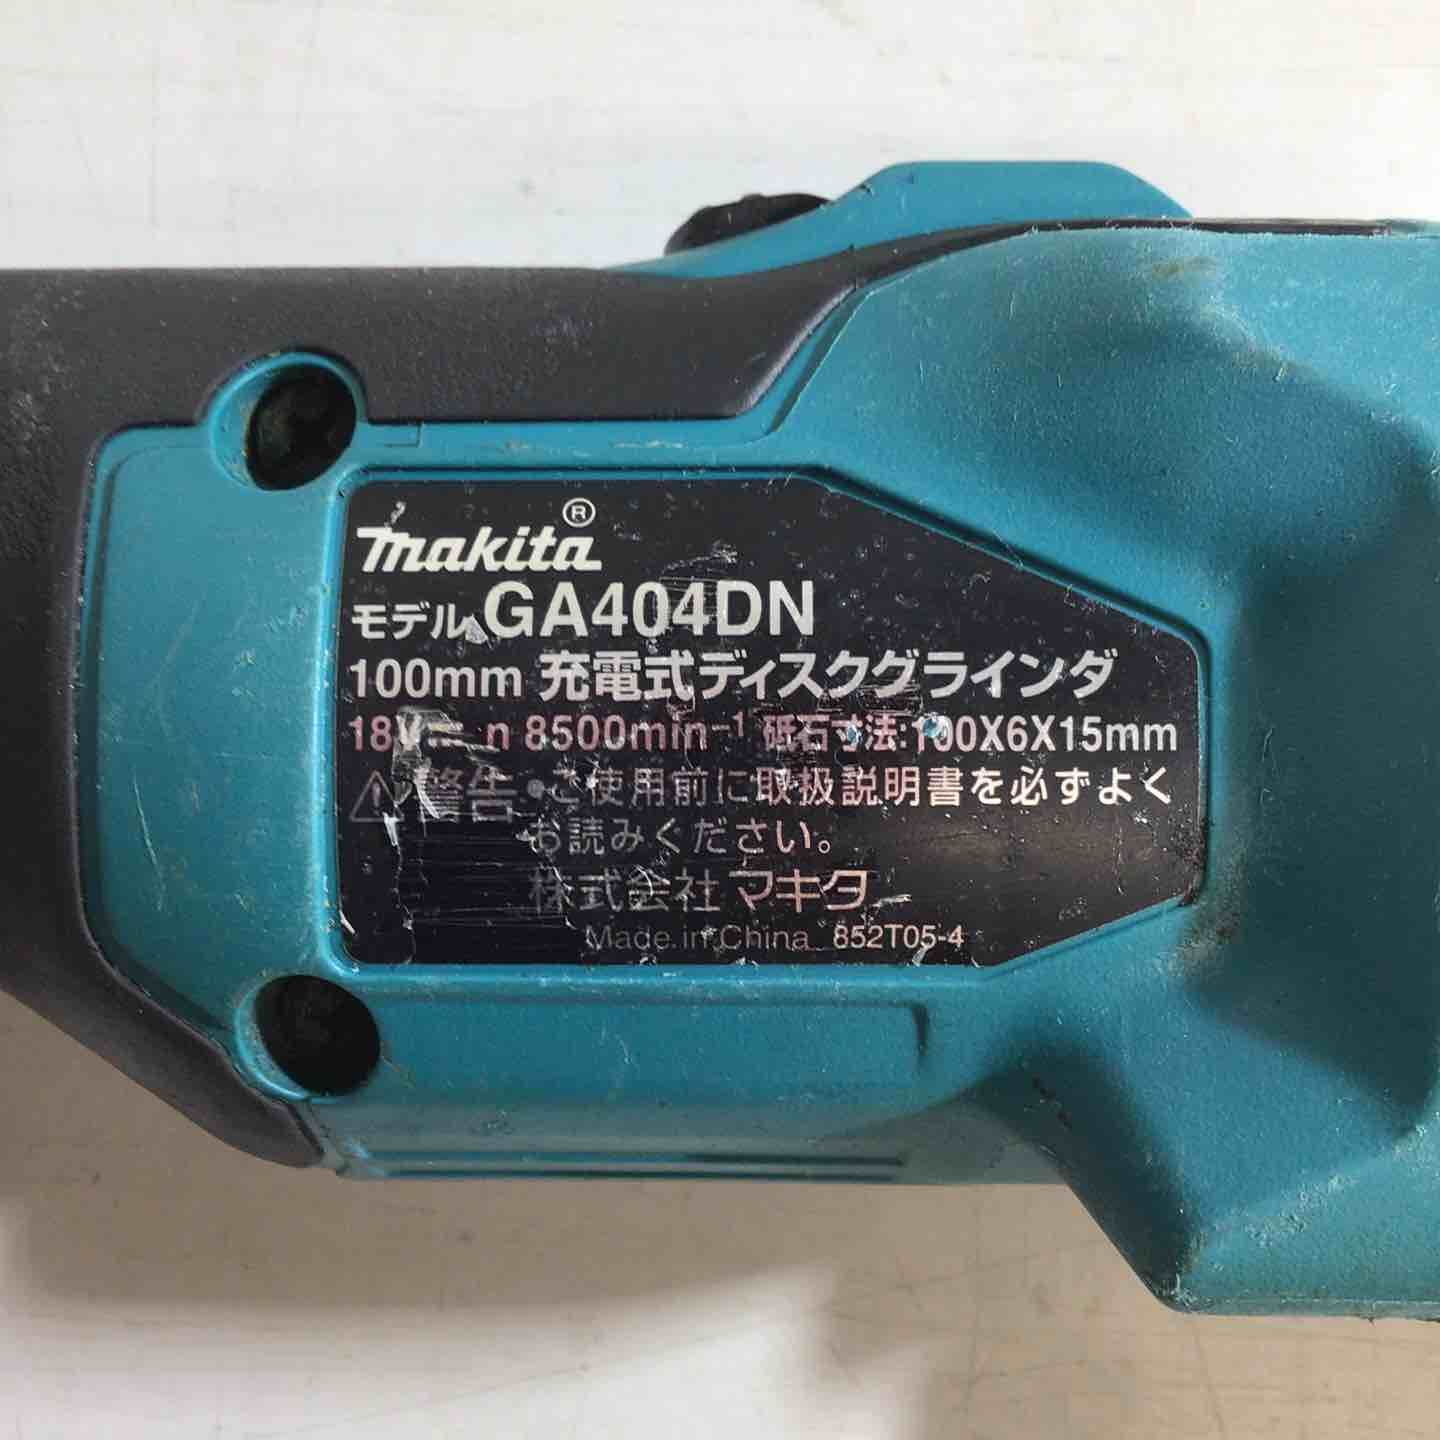 makita®
モデル GA404DN
100mm 充電式ディスクグラインダ
18V⎓ n 8500min⁻¹ 砥石寸法:100X6X15mm
⚠警告・ご使用前に取扱説明書を必ずよく
お読みください。
株式会社マキタ
Made in China 852T05-4